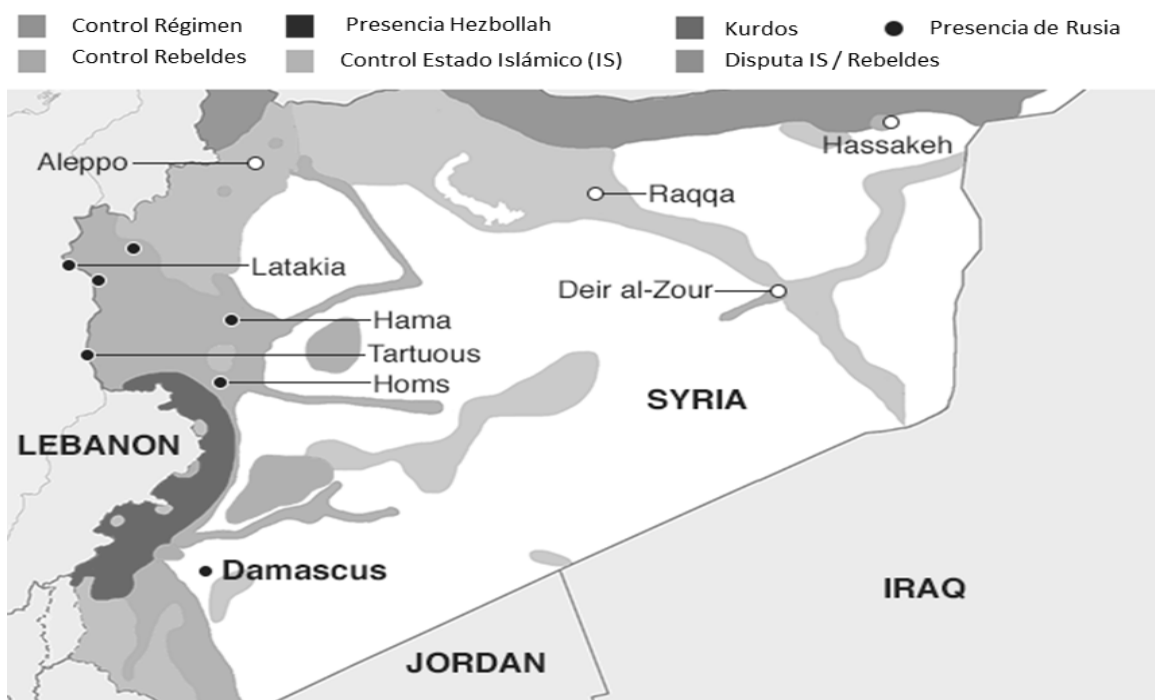 Control Régimen
Presencia Hezbollah
Kurdos
Presencia de Rusia
Control Rebeldes
Control Estado Islámico (IS)
Disputa IS / Rebeldes
Aleppo
Hassakeh
Raqqa
Latakia
Deir al-Zour
Hama
Tartuous
Homs
SYRIA
LEBANON
Damascus
IRAQ
JORDAN